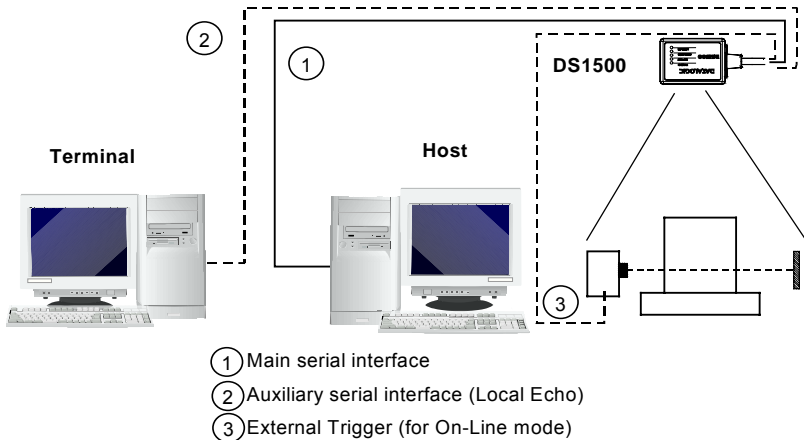 2
1
DS1500
DATALOGIC
Terminal
Host
3
1 Main serial interface
2 Auxiliary serial interface (Local Echo)
3 External Trigger (for On-Line mode)